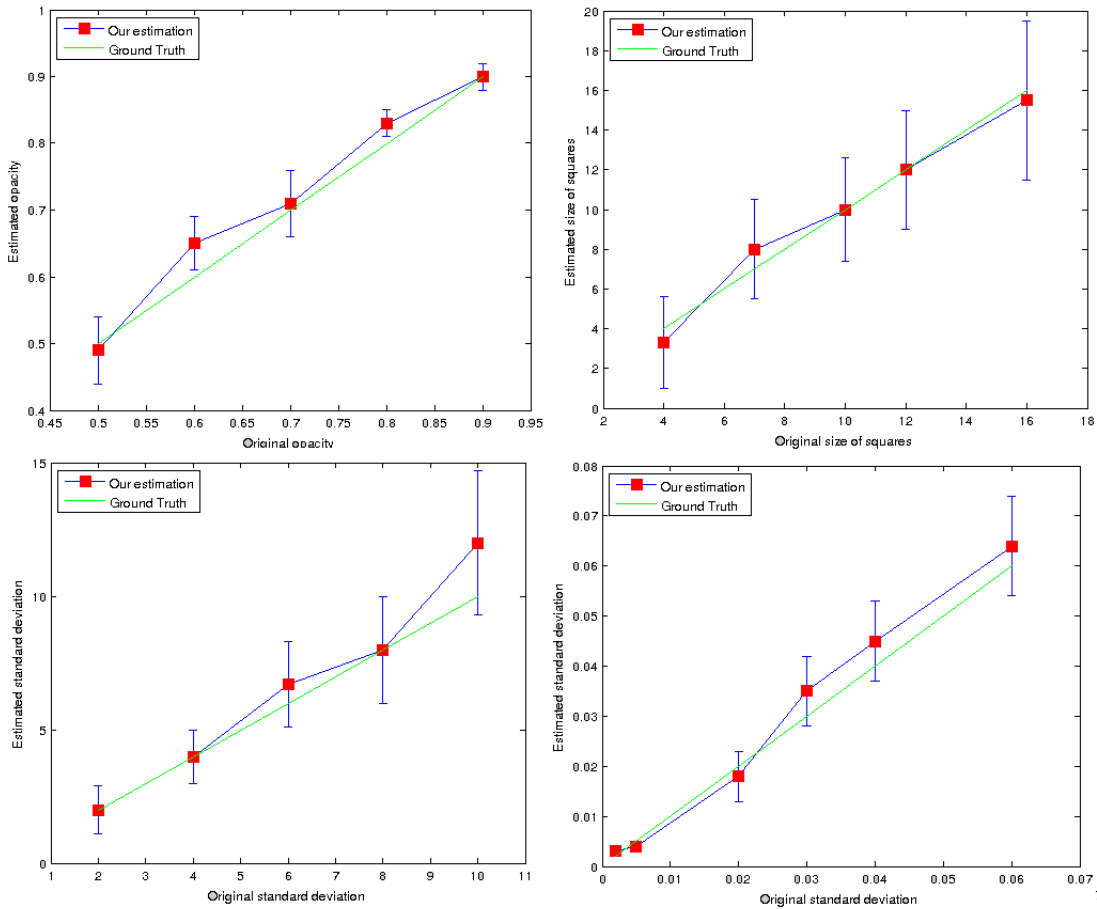 Our estimation
Ground Truth
1
0.9
0.8
0.7
0.6
0.5
0.4
Estimated opacity
0.45 0.5 0.55 0.6 0.65 0.7 0.75 0.8 0.85 0.9 0.95
Original opacity
Our estimation
Ground Truth
20
18
16
14
12
10
8
6
4
2
0
Estimated size of squares
2 4 6 8 10 12 14 16 18
Original size of squares
Our estimation
Ground Truth
15
10
5
0
Estimated standard deviation
1 2 3 4 5 6 7 8 9 10 11
Original standard deviation
Our estimation
Ground Truth
0.08
0.07
0.06
0.05
0.04
0.03
0.02
0.01
0
Estimated standard deviation
0 0.01 0.02 0.03 0.04 0.05 0.06 0.07
Original standard deviation